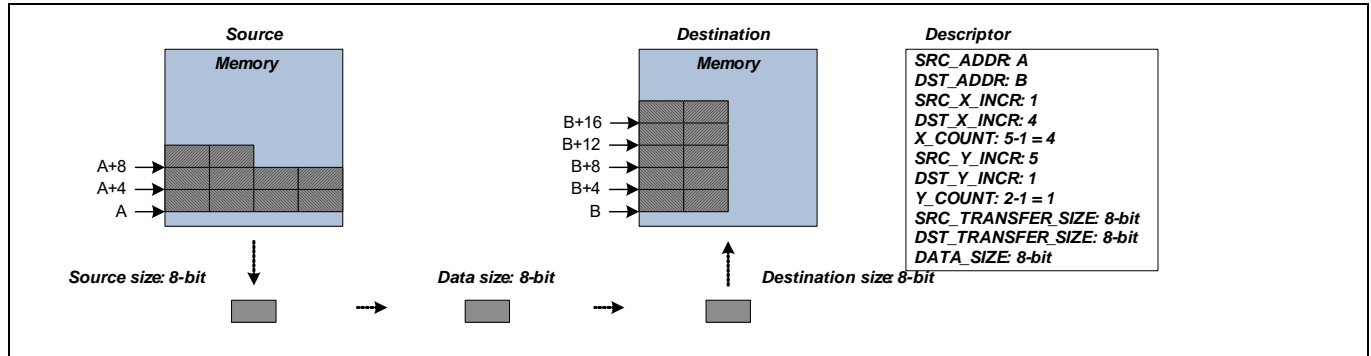 Source
Destination
Descriptor
Memory
Memory
SRC_ADDR: A
DST_ADDR: B
SRC_X_INCR: 1
DST_X_INCR: 4
X_COUNT: 5-1 = 4
SRC_Y_INCR: 5
DST_Y_INCR: 1
Y_COUNT: 2-1 = 1
SRC_TRANSFER_SIZE: 8-bit
DST_TRANSFER_SIZE: 8-bit
DATA_SIZE: 8-bit
A+8
A+4
A
B+16
B+12
B+8
B+4
B
Source size: 8-bit
Data size: 8-bit
Destination size: 8-bit